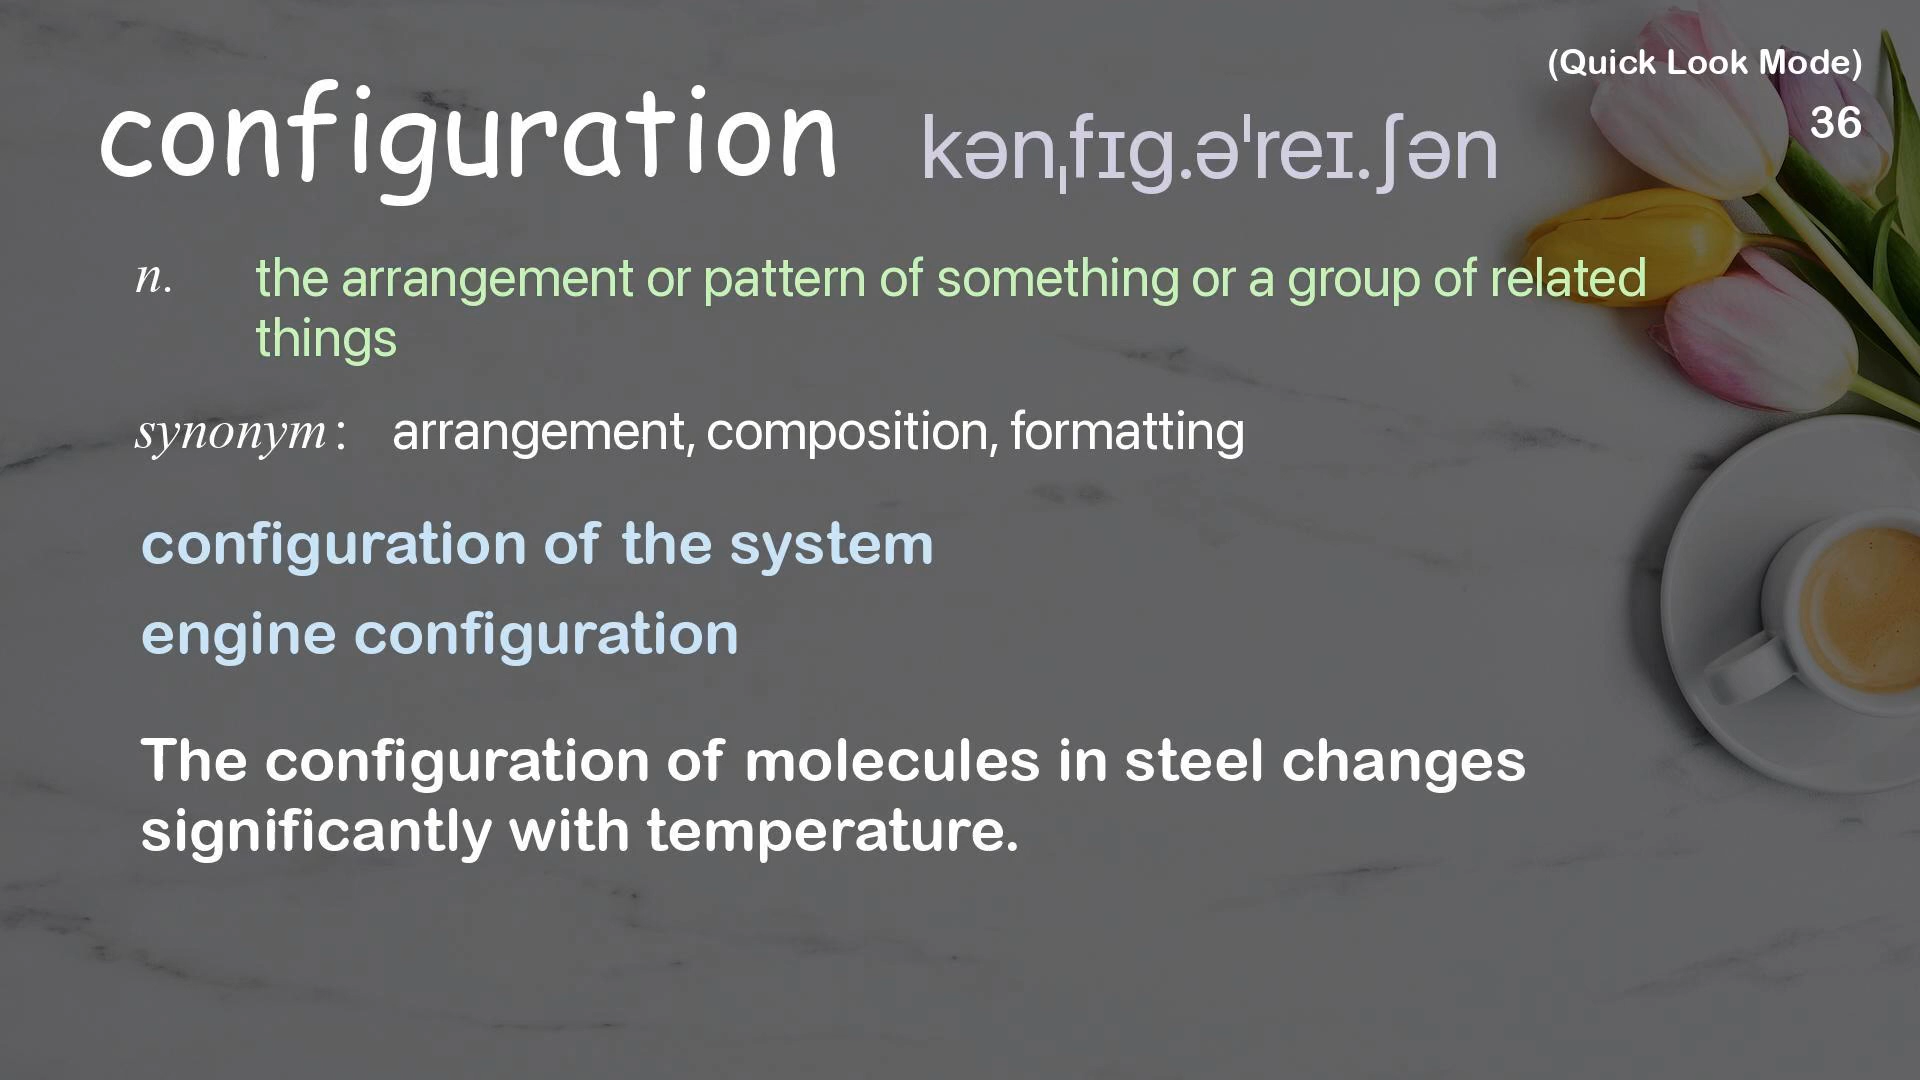 (Quick Look Mode)
configuration kənˌfɪg.ə'reɪ.ʃən 36
n. the arrangement or pattern of something or a group of related
things
synonym: arrangement, composition, formatting
configuration of the system
engine configuration
The configuration of molecules in steel changes
significantly with temperature.